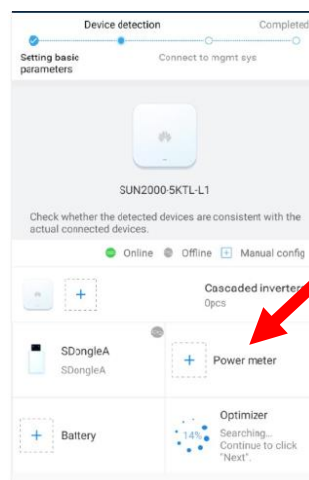 Device detection
Completed
Setting basic
parameters
Connect to mgmt sys
SUN2000-5KTL-L1
Check whether the detected devices are consistent with the
actual connected devices.
Online
Offline
Manual config
Cascaded inverters
0pcs
SDongleA
SDongleA
Power meter
Battery
Optimizer
14%
Searching...
Continue to click
"Next".